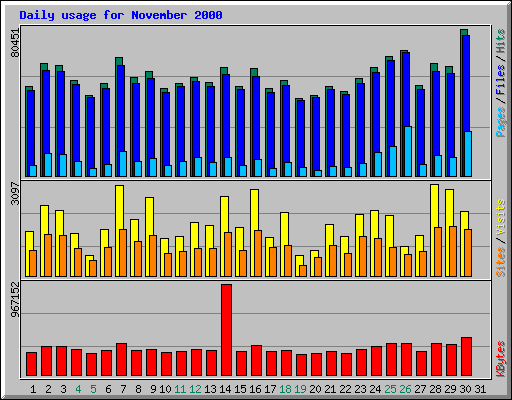 Daily usage for November 2000
80451
Pages / Files / Hits
3097
Sites / Visits
967152
KBytes
1 2 3 4 5 6 7 8 9 10 11 12 13 14 15 16 17 18 19 20 21 22 23 24 25 26 27 28 29 30 31